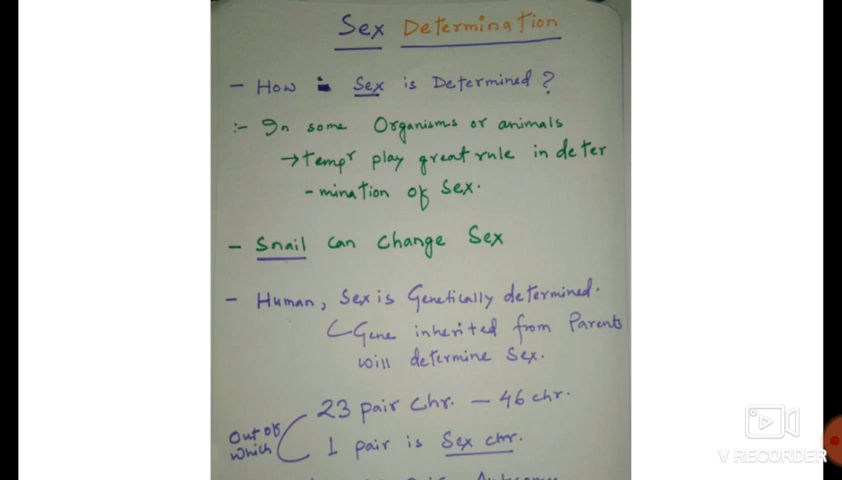 Sex Determination
- How is Sex is Determined?
:- In some Organisms or animals
→ tempr play great rule in deter
-mination of Sex.
- Snail can change Sex
- Human, Sex is Genetically determined.
Gene inherited from Parents
will determine Sex.
23 pair Chr. - 46 chr.
Out of
which
1 pair is Sex chr.
V RECORDER